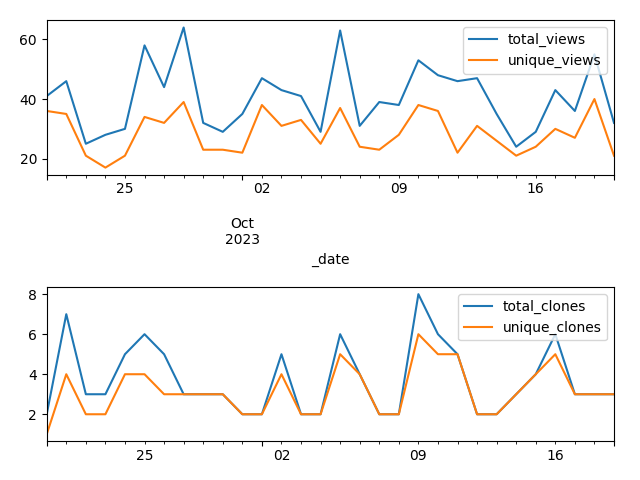 60
40
20
total_views
unique_views
25
02
09
16
Oct
2023
_date
8
6
4
2
total_clones
unique_clones
25
02
09
16